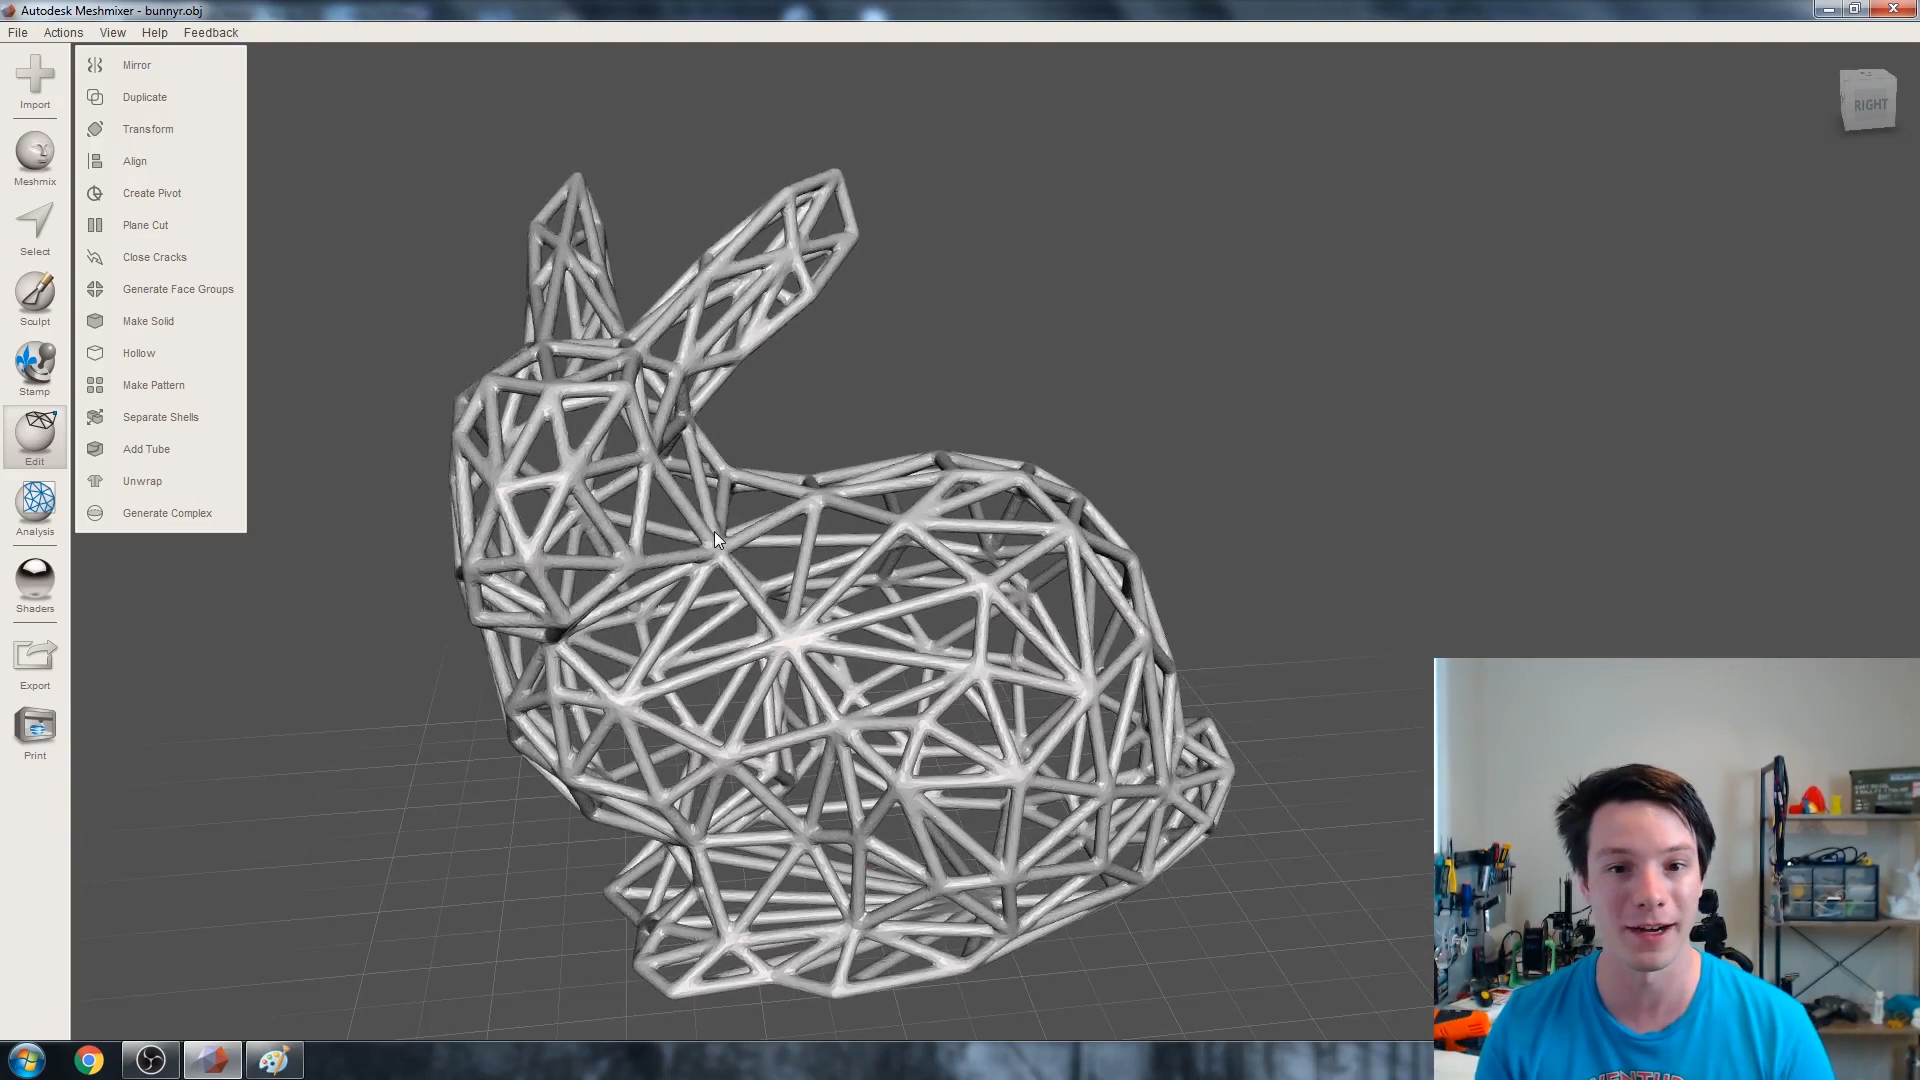 Autodesk Meshmixer - bunnyr.obj
File Actions View Help Feedback
Import
Meshmix
Select
Sculpt
Stamp
Edit
Analysis
Shaders
Export
Print
Mirror
Duplicate
Transform
Align
Create Pivot
Plane Cut
Close Cracks
Generate Face Groups
Make Solid
Hollow
Make Pattern
Separate Shells
Add Tube
Unwrap
Generate Complex
RIGHT